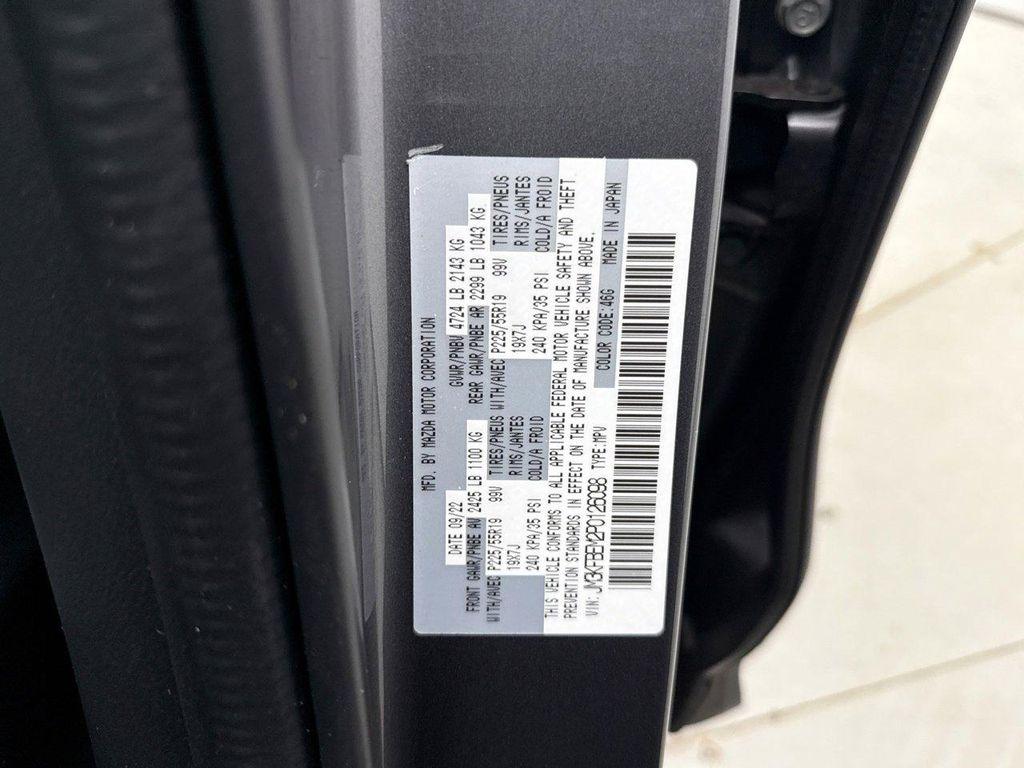 MFD. BY MAZDA MOTOR CORPORATION
DATE 09/22 GVWR/PNBV 4724 LB 2143 KG
FRONT GAWR/PNBE AV 2425 LB 1100 KG REAR GAWR/PNBE AR 2299 LB 1043 KG
WITH/AVEC P225/55R19 99V TIRES/PNEUS WITH/AVEC P225/55R19 99V TIRES/PNEUS
19X7J RIMS/JANTES 19X7J RIMS/JANTES
240 KPA/35 PSI COLD/A FROID 240 KPA/35 PSI COLD/A FROID
THIS VEHICLE CONFORMS TO ALL APPLICABLE FEDERAL MOTOR VEHICLE SAFETY AND THEFT
PREVENTION STANDARDS IN EFFECT ON THE DATE OF MANUFACTURE SHOWN ABOVE.
VIN: JM3KFBEM2P0126098 TYPE:MPV COLOR CODE:46G MADE IN JAPAN